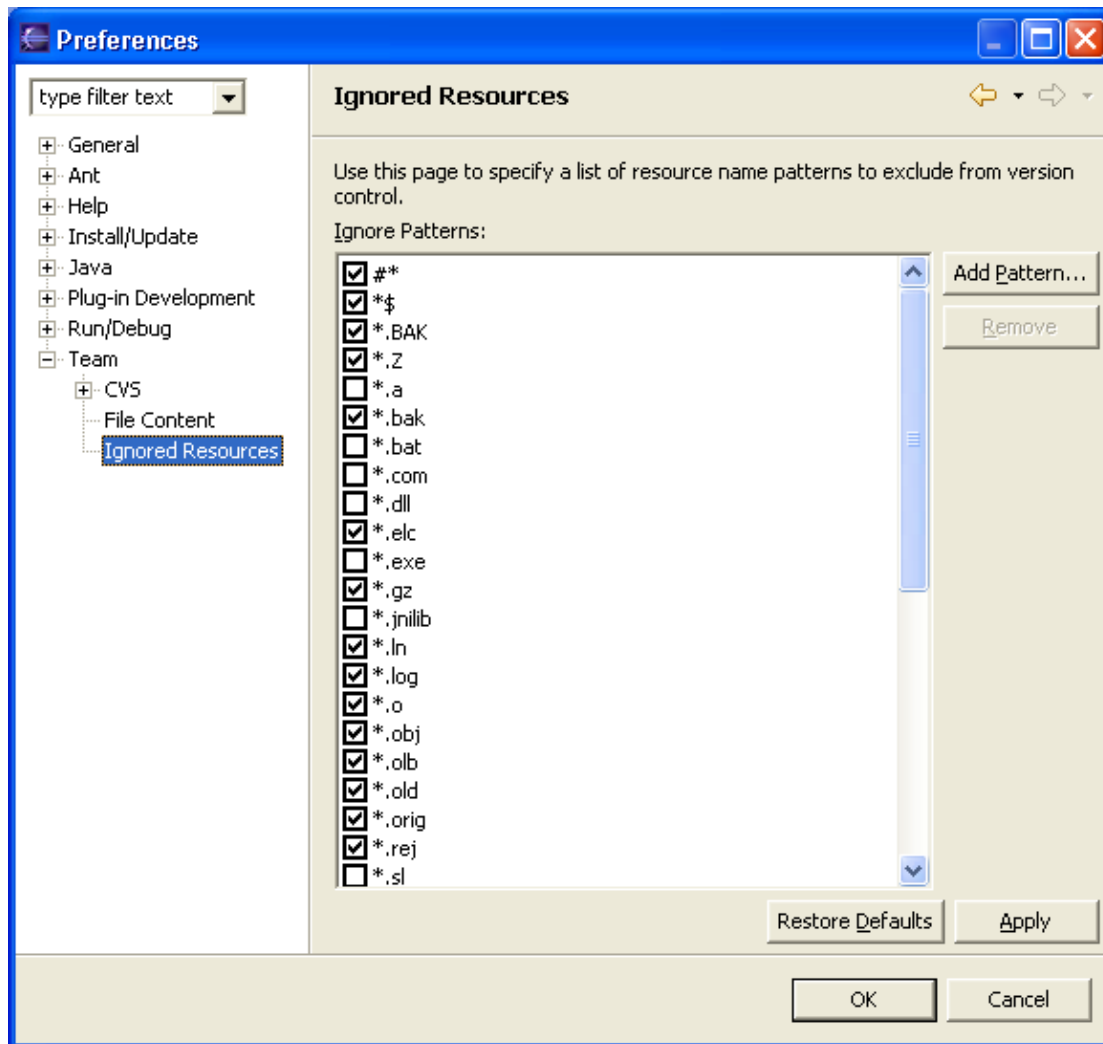 Preferences
type filter text
General
Ant
Help
Install/Update
Java
Plug-in Development
Run/Debug
Team
CVS
File Content
Ignored Resources
Ignored Resources
Use this page to specify a list of resource name patterns to exclude from version
control.
Ignore Patterns:
#*
*$
*.BAK
*.Z
*.a
*.bak
*.bat
*.com
*.dll
*.elc
*.exe
*.gz
*.jnilib
*.ln
*.log
*.o
*.obj
*.olb
*.old
*.orig
*.rej
*.sl
Add Pattern...
Remove
Restore Defaults
Apply
OK
Cancel